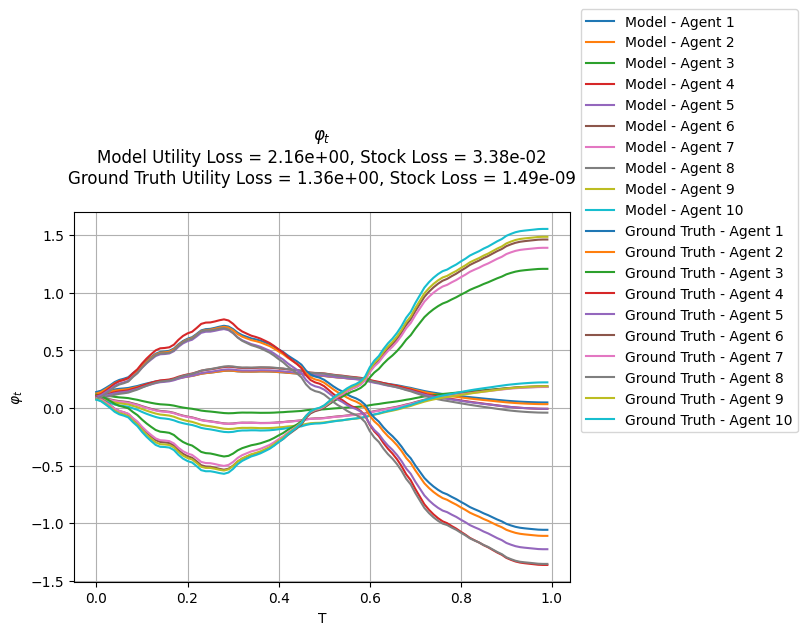 φt
Model Utility Loss = 2.16e+00, Stock Loss = 3.38e-02
Ground Truth Utility Loss = 1.36e+00, Stock Loss = 1.49e-09
1.5
1.0
0.5
0.0
−0.5
−1.0
−1.5
φt
0.0
0.2
0.4
0.6
0.8
1.0
T
Model - Agent 1
Model - Agent 2
Model - Agent 3
Model - Agent 4
Model - Agent 5
Model - Agent 6
Model - Agent 7
Model - Agent 8
Model - Agent 9
Model - Agent 10
Ground Truth - Agent 1
Ground Truth - Agent 2
Ground Truth - Agent 3
Ground Truth - Agent 4
Ground Truth - Agent 5
Ground Truth - Agent 6
Ground Truth - Agent 7
Ground Truth - Agent 8
Ground Truth - Agent 9
Ground Truth - Agent 10